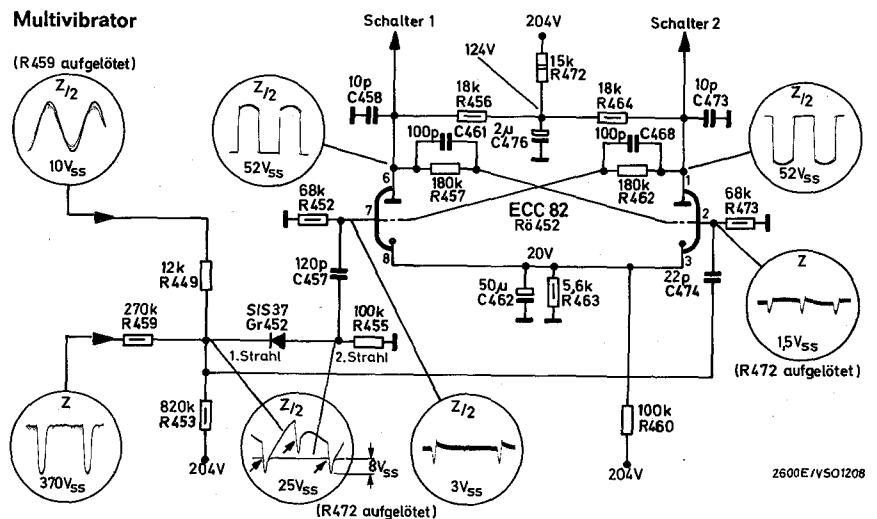 Multivibrator
(R459 aufgelötet)
Z/2
10Vss
Schalter 1
204V
Schalter 2
124V
15k
R472
10p
C458
18k
R456
18k
R464
10p
C473
Z/2
52Vss
100p C461
2µ
C476
100p C468
Z/2
52Vss
6
180k
R457
180k
R462
1
68k
R452
7
ECC 82
Rö 452
2
68k
R473
8
20V
3
12k
R449
120p
C457
50µ
C462
5,6k
R463
22p
C474
Z
1,5Vss
270k
R459
SIS37
Gr452
100k
R455
1.Strahl
2.Strahl
(R472 aufgelötet)
Z
370Vss
820k
R453
204V
Z/2
25Vss
8Vss
Z/2
3Vss
100k
R460
204V
(R472 aufgelötet)
2600E/VSO1208